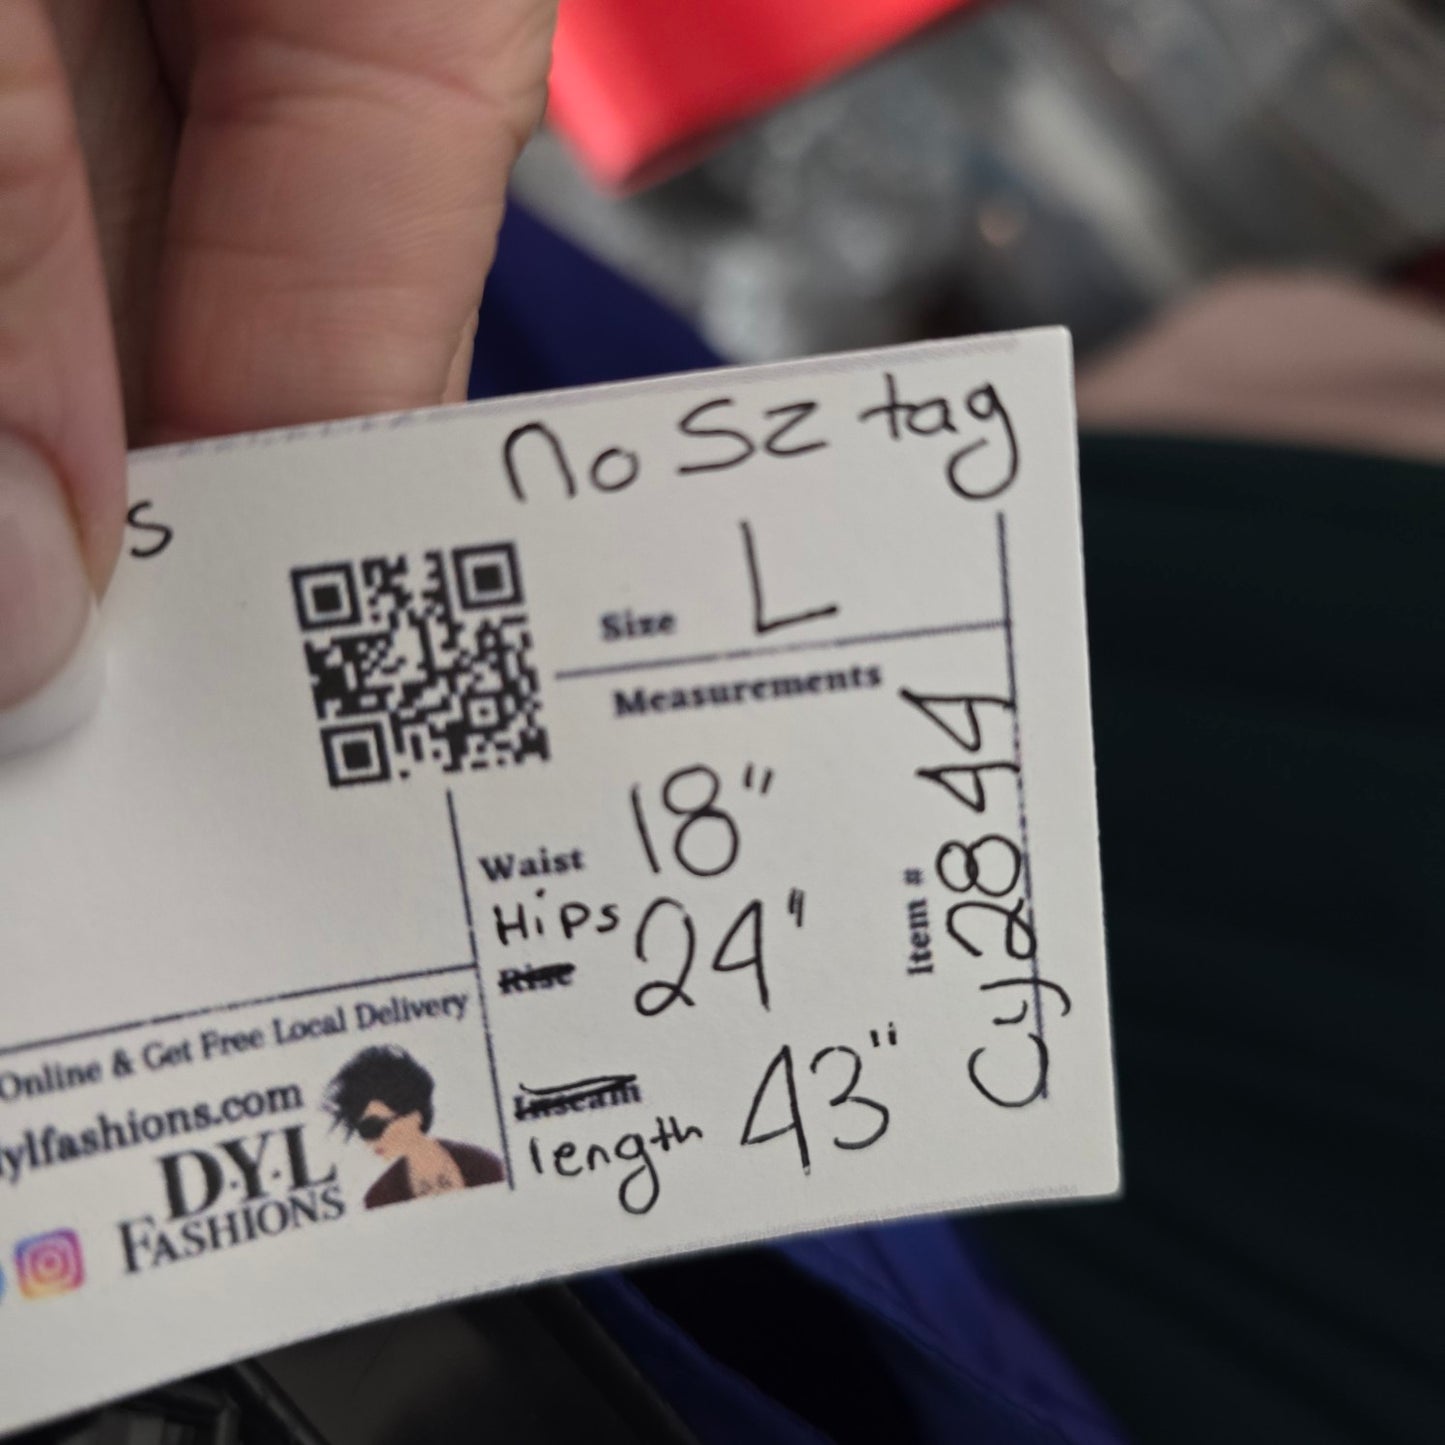 no Sz tag
s
Size L
Measurements
Waist 18"
Hips 24"
Rise
Inseam
length 43"
Item # Cy2844
Online & Get Free Local Delivery
dylfashions.com
D·Y·L
FASHIONS